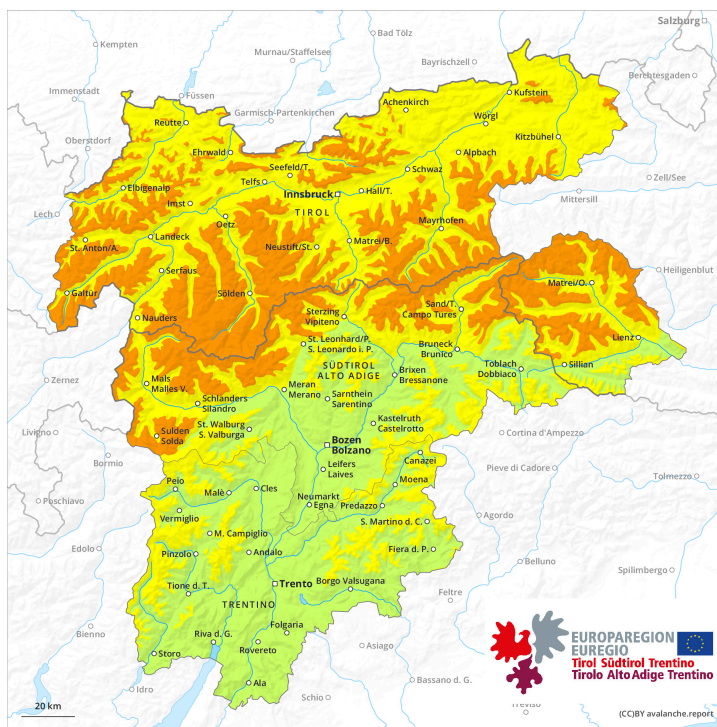 Salzburg
Kempten
Bad Tölz
Murnau/Staffelsee
Bayrischzell
Berchtesgaden
Immenstadt
Füssen
Garmisch-Partenkirchen
Achenkirch
Kufstein
Reutte
Wörgl
Oberstdorf
Ehrwald
Kitzbühel
Alpbach
Seefeld/T.
Schwaz
Telfs
Zell/See
Elbigenalp
Innsbruck
Hall/T.
Mittersill
Imst
TIROL
Lech
Oetz
Mayrhofen
St. Anton/A.
Landeck
Neustift/St.
Matrei/B.
Serfaus
Heiligenblut
Galtür
Sölden
Matrei/O.
Nauders
Sterzing
Vipiteno
Sand/T.
Campo Tures
Lienz
St. Leonhard/P.
S. Leonardo i. P.
Bruneck
Brunico
Toblach
Dobbiaco
Sillian
SÜDTIROL
ALTO ADIGE
Brixen
Bressanone
Zernez
Mals
Malles V.
Meran
Merano
Schlanders
Silandro
Sarnthein
Sarentino
St. Walburg
S. Valburga
Kastelruth
Castelrotto
Livigno
Sulden
Solda
Cortina d'Ampezzo
Bozen
Bolzano
Bormio
Canazei
Leifers
Laives
Pieve di Cadore
Tolmezzo
Poschiavo
Peio
Malè
Cles
Moena
Neumarkt
Egna
Predazzo
Vermiglio
Agordo
S. Martino d. C.
M. Campiglio
Edolo
Pinzolo
Andalo
Fiera d. P.
Belluno
Spilimbergo
Tione d. T.
Trento
Borgo Valsugana
Feltre
TRENTINO
Bienno
Riva d. G.
Folgaria
Storo
Rovereto
Asiago
Idro
Ala
Schio
Bassano d. G.
EUROPAREGION
EUREGIO
Tirol Südtirol Trentino
Tirolo Alto Adige Trentino
Treviso
20 km
(CC)BY avalanche.report